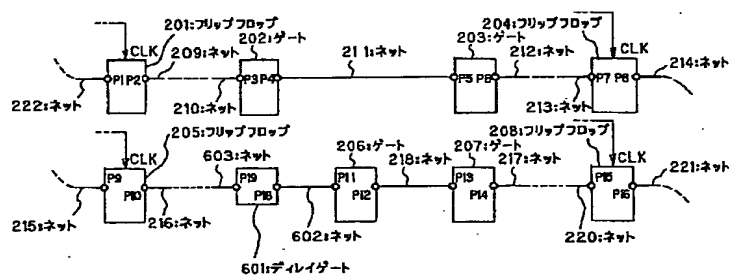 201:フリップフロップ
202:ゲート
203:ゲート
204:フリップフロップ
CLK
209:ネット
211:ネット
212:ネット
CLK
214:ネット
P1 P2
P3 P4
P5 P6
P7 P8
222:ネット
210:ネット
213:ネット
205:フリップフロップ
208:フリップフロップ
CLK
603:ネット
206:ゲート
218:ネット
207:ゲート
217:ネット
CLK
221:ネット
P9
P10
P19
P18
P11
P12
P13
P14
P15
P16
215:ネット
216:ネット
602:ネット
220:ネット
601:ディレイゲート